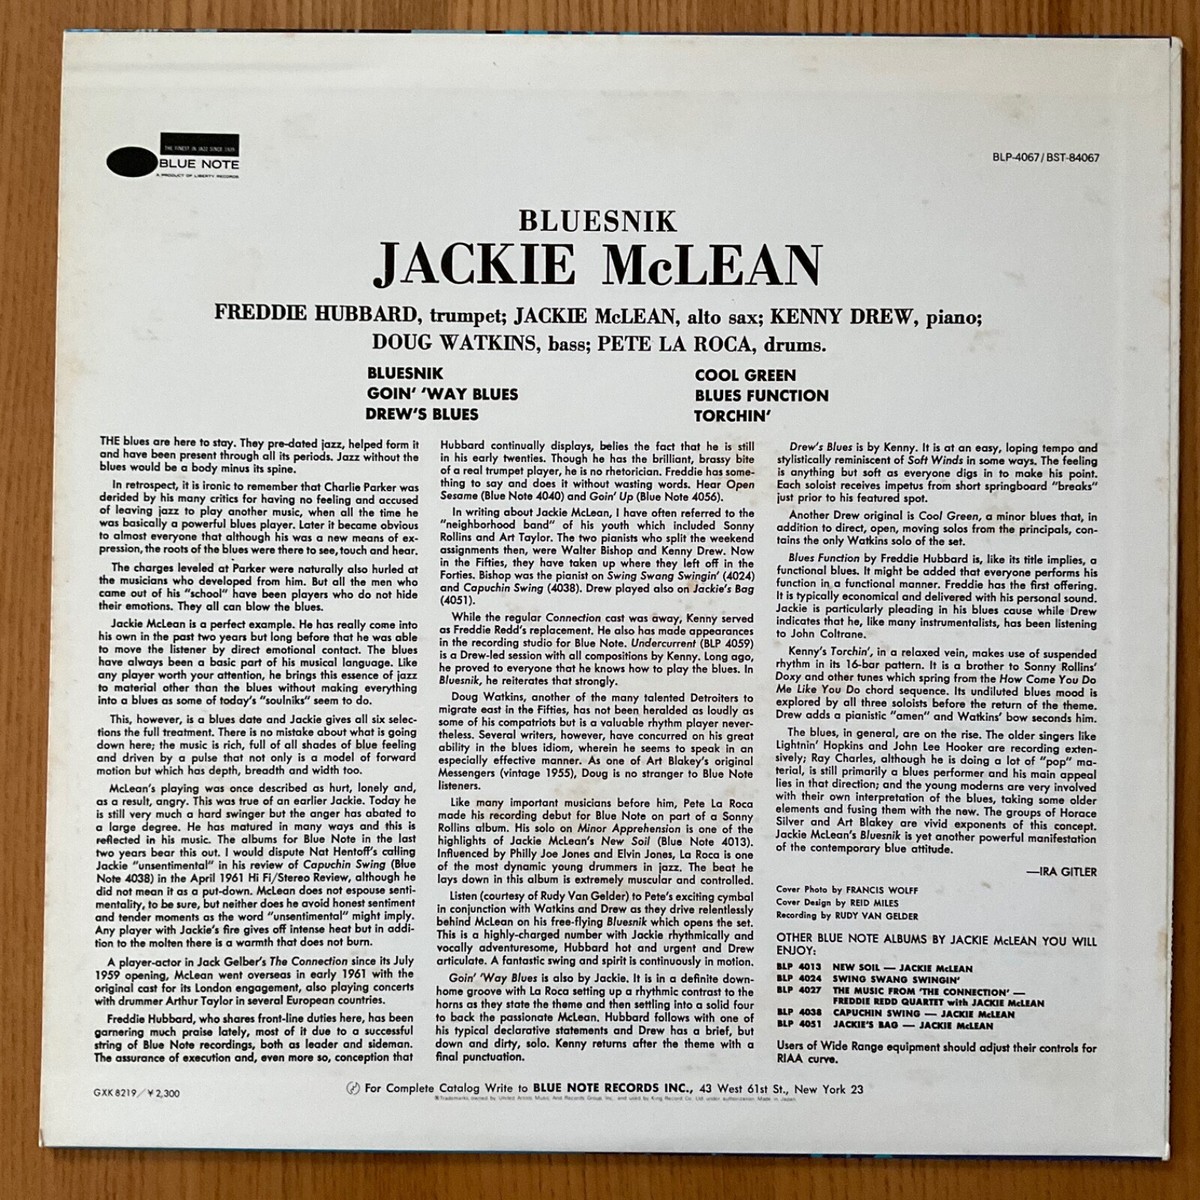 THE FINEST IN JAZZ SINCE 1939
BLUE NOTE
A PRODUCT OF LIBERTY RECORDS
BLP-4067/BST-84067
BLUESNIK
JACKIE McLEAN
FREDDIE HUBBARD, trumpet; JACKIE McLEAN, alto sax; KENNY DREW, piano;
DOUG WATKINS, bass; PETE LA ROCA, drums.
BLUESNIK
GOIN' 'WAY BLUES
DREW'S BLUES
COOL GREEN
BLUES FUNCTION
TORCHIN'
THE blues are here to stay. They pre-dated jazz, helped form it
and have been present through all its periods. Jazz without the
blues would be a body minus its spine.
In retrospect, it is ironic to remember that Charlie Parker was
derided by his many critics for having no feeling and accused
of leaving jazz to play another music, when all the time he
was basically a powerful blues player. Later it became obvious
to almost everyone that although his was a new means of ex-
pression, the roots of the blues were there to see, touch and hear.
The charges leveled at Parker were naturally also hurled at
the musicians who developed from him. But all the men who
came out of his "school" have been players who do not hide
their emotions. They all can blow the blues.
Jackie McLean is a perfect example. He has really come into
his own in the past two years but long before that he was able
to move the listener by direct emotional contact. The blues
have always been a basic part of his musical language. Like
any player worth your attention, he brings this essence of jazz
to material other than the blues without making everything
into a blues as some of today's "soulniks" seem to do.
This, however, is a blues date and Jackie gives all six selec-
tions the full treatment. There is no mistake about what is going
down here; the music is rich, full of all shades of blue feeling
and driven by a pulse that not only is a model of forward
motion but which has depth, breadth and width too.
McLean's playing was once described as hurt, lonely and,
as a result, angry. This was true of an earlier Jackie. Today he
is still very much a hard swinger but the anger has abated to
a large degree. He has matured in many ways and this is
reflected in his music. The albums for Blue Note in the last
two years bear this out. I would dispute Nat Hentoff's calling
Jackie "unsentimental" in his review of Capuchin Swing (Blue
Note 4038) in the April 1961 Hi Fi/Stereo Review, although he
did not mean it as a put-down. McLean does not espouse senti-
mentality, to be sure, but neither does he avoid honest sentiment
and tender moments as the word "unsentimental" might imply.
Any player with Jackie's fire gives off intense heat but in addi-
tion to the molten there is a warmth that does not burn.
A player-actor in Jack Gelber's The Connection since its July
1959 opening, McLean went overseas in early 1961 with the
original cast for its London engagement, also playing concerts
with drummer Arthur Taylor in several European countries.
Freddie Hubbard, who shares front-line duties here, has been
garnering much praise lately, most of it due to a successful
string of Blue Note recordings, both as leader and sideman.
The assurance of execution and, even more so, conception that
Hubbard continually displays, belies the fact that he is still
in his early twenties. Though he has the brilliant, brassy bite
of a real trumpet player, he is no rhetorician. Freddie has some-
thing to say and does it without wasting words. Hear Open
Sesame (Blue Note 4040) and Goin' Up (Blue Note 4056).
In writing about Jackie McLean, I have often referred to the
"neighborhood band" of his youth which included Sonny
Rollins and Art Taylor. The two pianists who split the weekend
assignments then, were Walter Bishop and Kenny Drew. Now
in the Fifties, they have taken up where they left off in the
Forties. Bishop was the pianist on Swing Swang Swingin' (4024)
and Capuchin Swing (4038). Drew played also on Jackie's Bag
(4051).
While the regular Connection cast was away, Kenny served
as Freddie Redd's replacement. He also has made appearances
in the recording studio for Blue Note. Undercurrent (BLP 4059)
is a Drew-led session with all compositions by Kenny. Long ago,
he proved to everyone that he knows how to play the blues. In
Bluesnik, he reiterates that strongly.
Doug Watkins, another of the many talented Detroiters to
migrate east in the Fifties, has not been heralded as loudly as
some of his compatriots but is a valuable rhythm player never-
theless. Several writers, however, have concurred on his great
ability in the blues idiom, wherein he seems to speak in an
especially effective manner. As one of Art Blakey's original
Messengers (vintage 1955), Doug is no stranger to Blue Note
listeners.
Like many important musicians before him, Pete La Roca
made his recording debut for Blue Note on part of a Sonny
Rollins album. His solo on Minor Apprehension is one of the
highlights of Jackie McLean's New Soil (Blue Note 4013).
Influenced by Philly Joe Jones and Elvin Jones, La Roca is one
of the most dynamic young drummers in jazz. The beat he
lays down in this album is extremely muscular and controlled.
Listen (courtesy of Rudy Van Gelder) to Pete's exciting cymbal
in conjunction with Watkins and Drew as they drive relentlessly
behind McLean on his free-flying Bluesnik which opens the set.
This is a highly-charged number with Jackie rhythmically and
vocally adventuresome, Hubbard hot and urgent and Drew
articulate. A fantastic swing and spirit is continuously in motion.
Goin' 'Way Blues is also by Jackie. It is in a definite down-
home groove with La Roca setting up a rhythmic contrast to the
horns as they state the theme and then settling into a solid four
to back the passionate McLean. Hubbard follows with one of
his typical declarative statements and Drew has a brief, but
down and dirty, solo. Kenny returns after the theme with a
final punctuation.
Drew's Blues is by Kenny. It is at an easy, loping tempo and
stylistically reminiscent of Soft Winds in some ways. The feeling
is anything but soft as everyone digs in to make his point.
Each soloist receives impetus from short springboard "breaks"
just prior to his featured spot.
Another Drew original is Cool Green, a minor blues that, in
addition to direct, open, moving solos from the principals, con-
tains the only Watkins solo of the set.
Blues Function by Freddie Hubbard is, like its title implies, a
functional blues. It might be added that everyone performs his
function in a functional manner. Freddie has the first offering.
It is typically economical and delivered with his personal sound.
Jackie is particularly pleading in his blues cause while Drew
indicates that he, like many instrumentalists, has been listening
to John Coltrane.
Kenny's Torchin', in a relaxed vein, makes use of suspended
rhythm in its 16-bar pattern. It is a brother to Sonny Rollins'
Doxy and other tunes which spring from the How Come You Do
Me Like You Do chord sequence. Its undiluted blues mood is
explored by all three soloists before the return of the theme.
Drew adds a pianistic "amen" and Watkins' bow seconds him.
The blues, in general, are on the rise. The older singers like
Lightnin' Hopkins and John Lee Hooker are recording exten-
sively; Ray Charles, although he is doing a lot of "pop" ma-
terial, is still primarily a blues performer and his main appeal
lies in that direction; and the young moderns are very involved
with their own interpretation of the blues, taking some older
elements and fusing them with the new. The groups of Horace
Silver and Art Blakey are vivid exponents of this concept.
Jackie McLean's Bluesnik is yet another powerful manifestation
of the contemporary blue attitude.
—IRA GITLER
Cover Photo by FRANCIS WOLFF
Cover Design by REID MILES
Recording by RUDY VAN GELDER
OTHER BLUE NOTE ALBUMS BY JACKIE McLEAN YOU WILL
ENJOY:
BLP 4013 NEW SOIL — JACKIE McLEAN
BLP 4024 SWING SWANG SWINGIN'
BLP 4027 THE MUSIC FROM 'THE CONNECTION' —
FREDDIE REDD QUARTET with JACKIE McLEAN
BLP 4038 CAPUCHIN SWING — JACKIE McLEAN
BLP 4051 JACKIE'S BAG — JACKIE McLEAN
Users of Wide Range equipment should adjust their controls for
RIAA curve.
GXK 8219/¥2,300
For Complete Catalog Write to BLUE NOTE RECORDS INC., 43 West 61st St., New York 23
Trademarks owned by United Artists Music And Records Group Inc. and used by King Record Co. Ltd. under authorization. Made in Japan